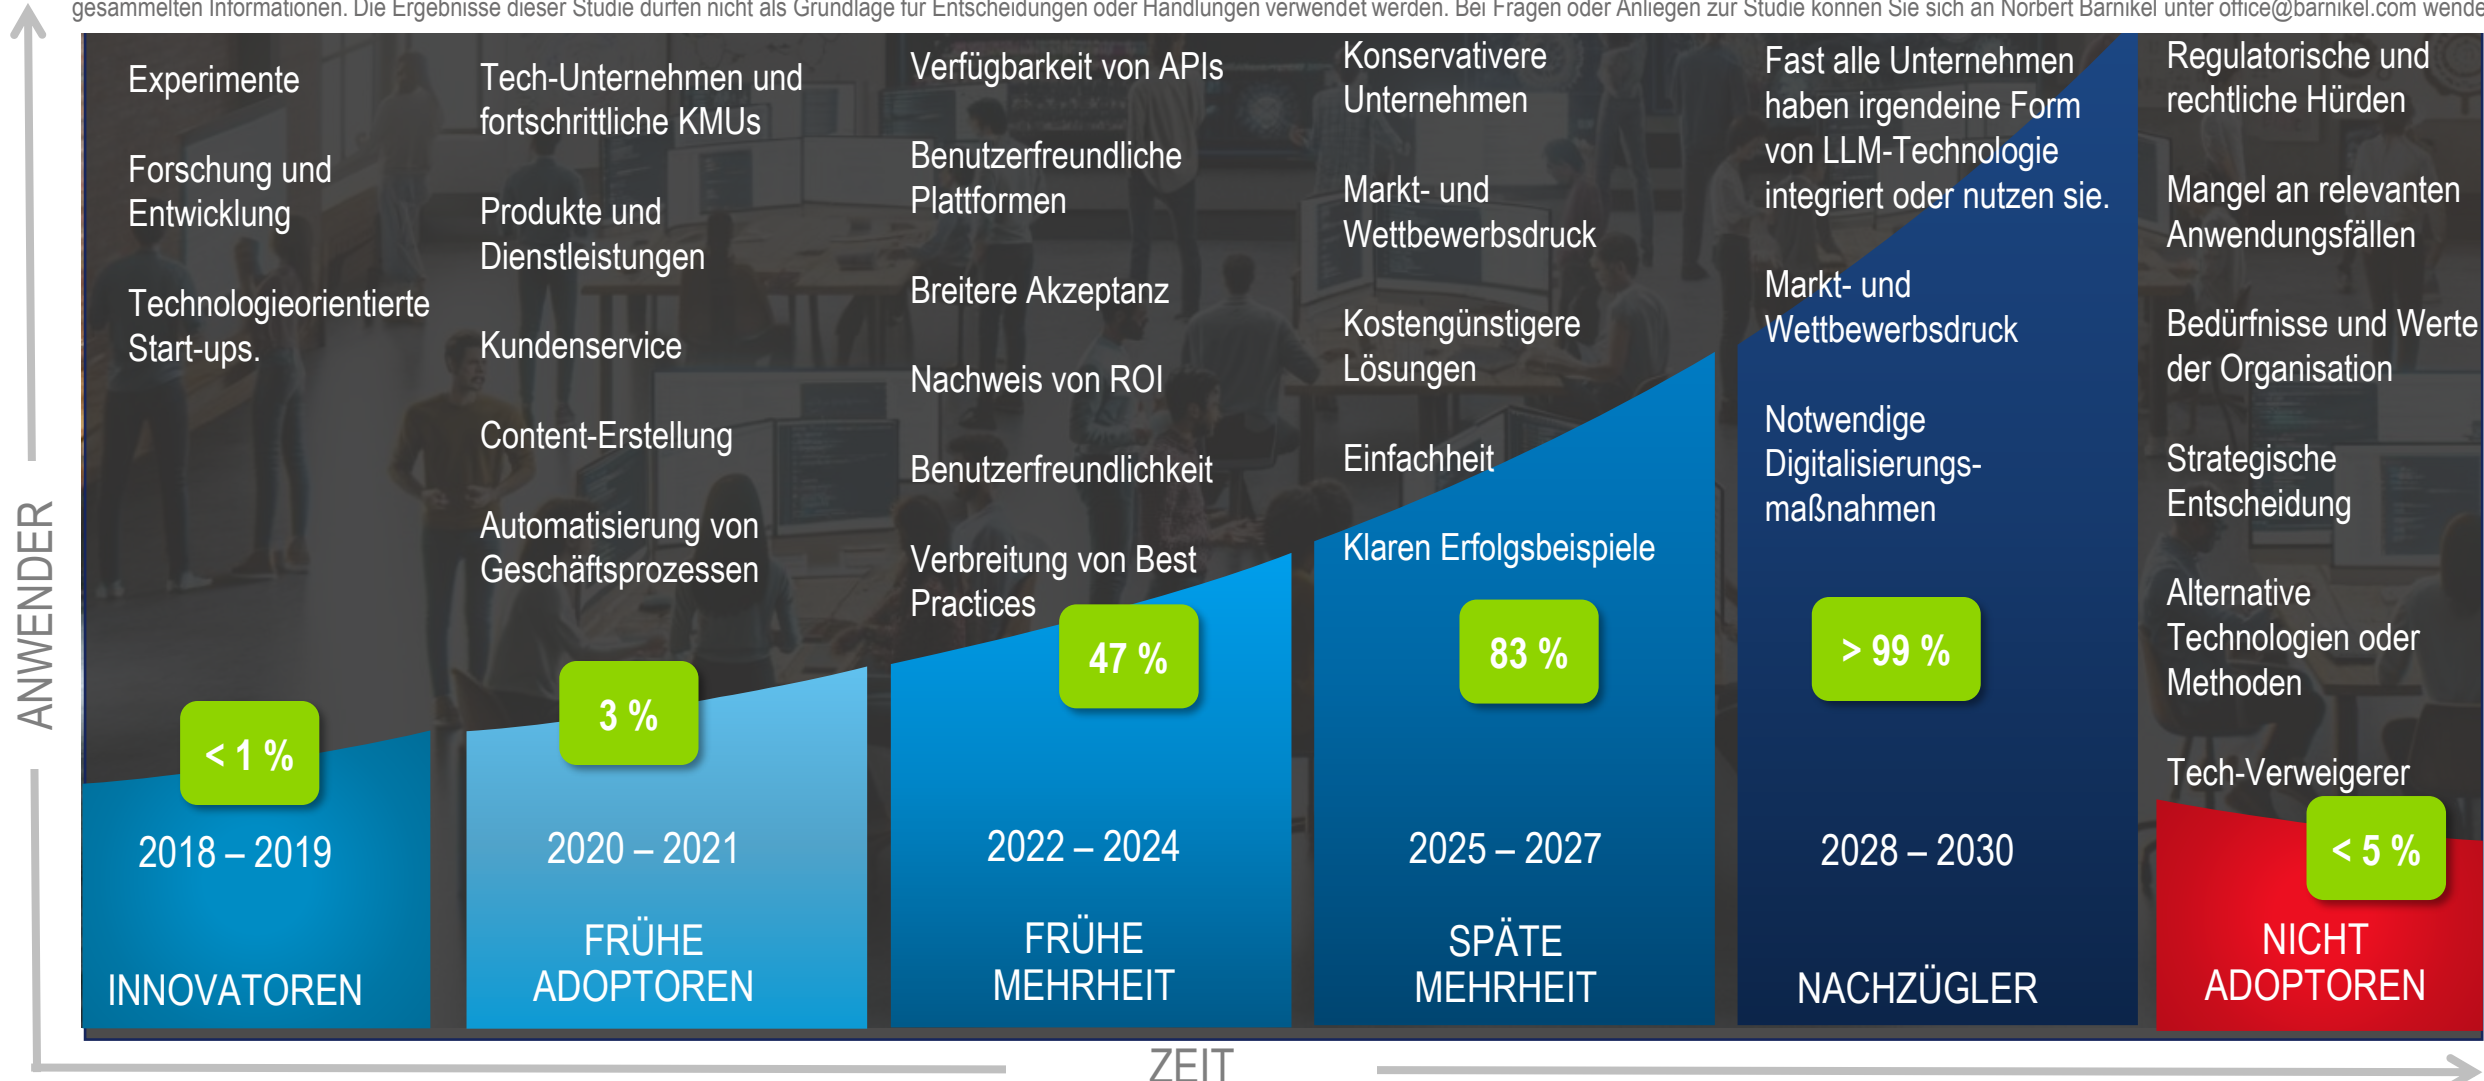 gesammelten Informationen. Die Ergebnisse dieser Studie dürfen nicht als Grundlage für Entscheidungen oder Handlungen verwendet werden. Bei Fragen oder Anliegen zur Studie können Sie sich an Norbert Barnikel unter office@barnikel.com wende
ANWENDER
Experimente
Forschung und
Entwicklung
Technologieorientierte
Start-ups.
< 1 %
2018 – 2019
INNOVATOREN
Tech-Unternehmen und
fortschrittliche KMUs
Produkte und
Dienstleistungen
Kundenservice
Content-Erstellung
Automatisierung von
Geschäftsprozessen
3 %
2020 – 2021
FRÜHE
ADOPTOREN
Verfügbarkeit von APIs
Benutzerfreundliche
Plattformen
Breitere Akzeptanz
Nachweis von ROI
Benutzerfreundlichkeit
Verbreitung von Best
Practices
47 %
2022 – 2024
FRÜHE
MEHRHEIT
Konservativere
Unternehmen
Markt- und
Wettbewerbsdruck
Kostengünstigere
Lösungen
Einfachheit
Klaren Erfolgsbeispiele
83 %
2025 – 2027
SPÄTE
MEHRHEIT
Fast alle Unternehmen
haben irgendeine Form
von LLM-Technologie
integriert oder nutzen sie.
Markt- und
Wettbewerbsdruck
Notwendige
Digitalisierungs-
maßnahmen
> 99 %
2028 – 2030
NACHZÜGLER
Regulatorische und
rechtliche Hürden
Mangel an relevanten
Anwendungsfällen
Bedürfnisse und Werte
der Organisation
Strategische
Entscheidung
Alternative
Technologien oder
Methoden
Tech-Verweigerer
< 5 %
NICHT
ADOPTOREN
ZEIT